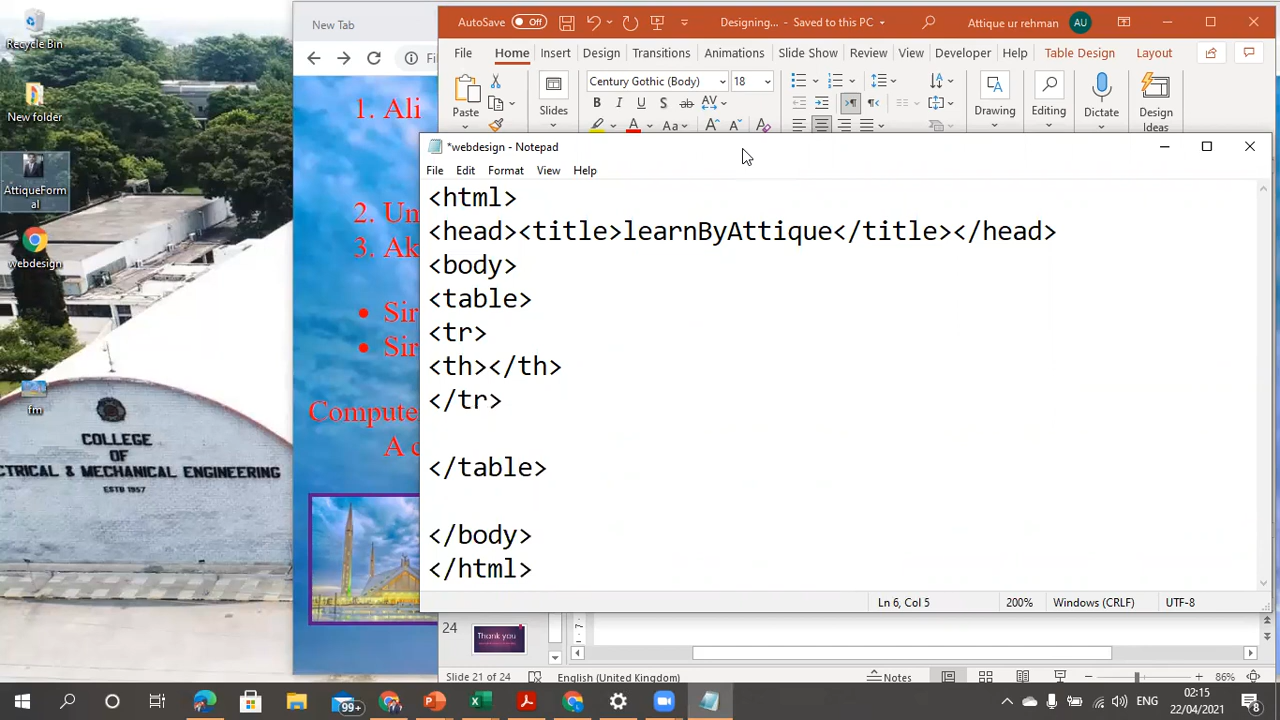 Recycle Bin
New folder
AttiqueFormal
webdesign
fm
COLLEGE
OF
CTRICAL & MECHANICAL ENGINEERING
ESTB 1957
New Tab
1. Ali
2. Un
3. Ak
• Sir
• Sir
Compute
A c
AutoSave Off Designing... - Saved to this PC Attique ur rehman AU
File Home Insert Design Transitions Animations Slide Show Review View Developer Help Table Design Layout
Century Gothic (Body) 18
Paste Slides Drawing Editing Dictate Design Ideas
*webdesign - Notepad
File Edit Format View Help
<html>
<head><title>learnByAttique</title></head>
<body>
<table>
<tr>
<th></th>
</tr>
</table>
</body>
</html>
Ln 6, Col 5 200% Windows (CRLF) UTF-8
24 Thank you
Slide 21 of 24 English (United Kingdom) Notes 86%
99+ ENG 02:15
22/04/2021 8